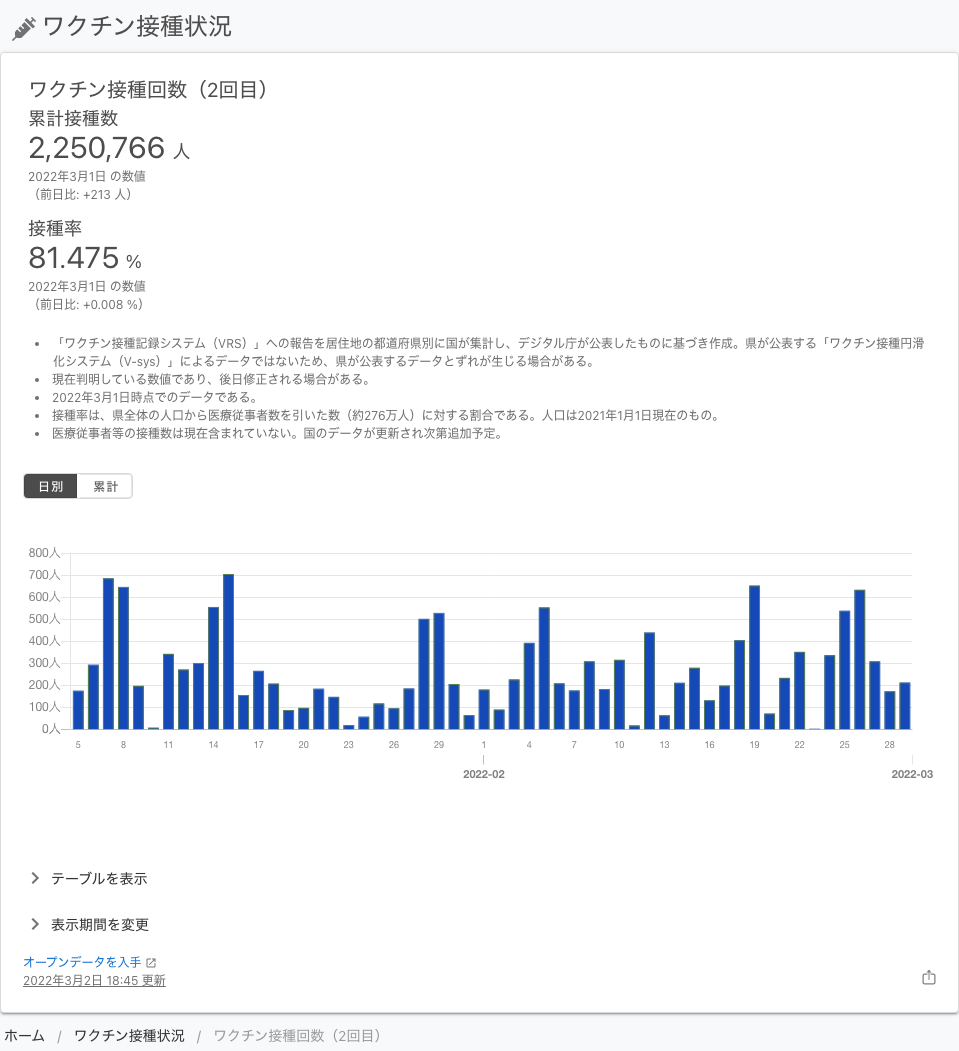 ワクチン接種状況
ワクチン接種回数（2回目）
累計接種数
2,250,766 人
2022年3月1日 の数値
（前日比: +213 人）
接種率
81.475 %
2022年3月1日 の数値
（前日比: +0.008 %）
• 「ワクチン接種記録システム（VRS）」への報告を居住地の都道府県別に国が集計し、デジタル庁が公表したものに基づき作成。県が公表する「ワクチン接種円滑
化システム（V-sys）」によるデータではないため、県が公表するデータとずれが生じる場合がある。
• 現在判明している数値であり、後日修正される場合がある。
• 2022年3月1日時点でのデータである。
• 接種率は、県全体の人口から医療従事者数を引いた数（約276万人）に対する割合である。人口は2021年1月1日現在のもの。
• 医療従事者等の接種数は現在含まれていない。国のデータが更新され次第追加予定。
日別 累計
800人
700人
600人
500人
400人
300人
200人
100人
0人
5 8 11 14 17 20 23 26 29 1 4 7 10 13 16 19 22 25 28
2022-02 2022-03
テーブルを表示
表示期間を変更
オープンデータを入手
2022年3月2日 18:45 更新
ホーム / ワクチン接種状況 / ワクチン接種回数（2回目）